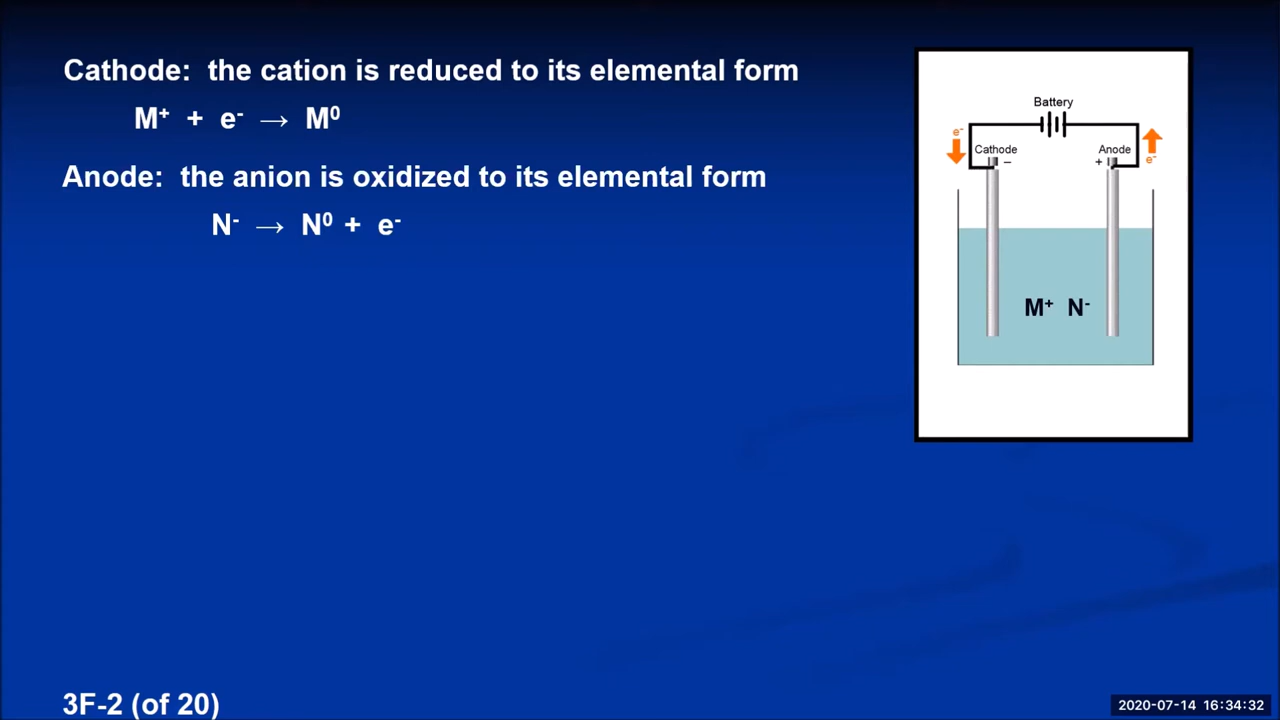 Cathode: the cation is reduced to its elemental form
M⁺ + e⁻ → M⁰
Anode: the anion is oxidized to its elemental form
N⁻ → N⁰ + e⁻
Battery
e⁻
Cathode
–
Anode
+
e⁻
M⁺ N⁻
3F-2 (of 20)
2020-07-14 16:34:32